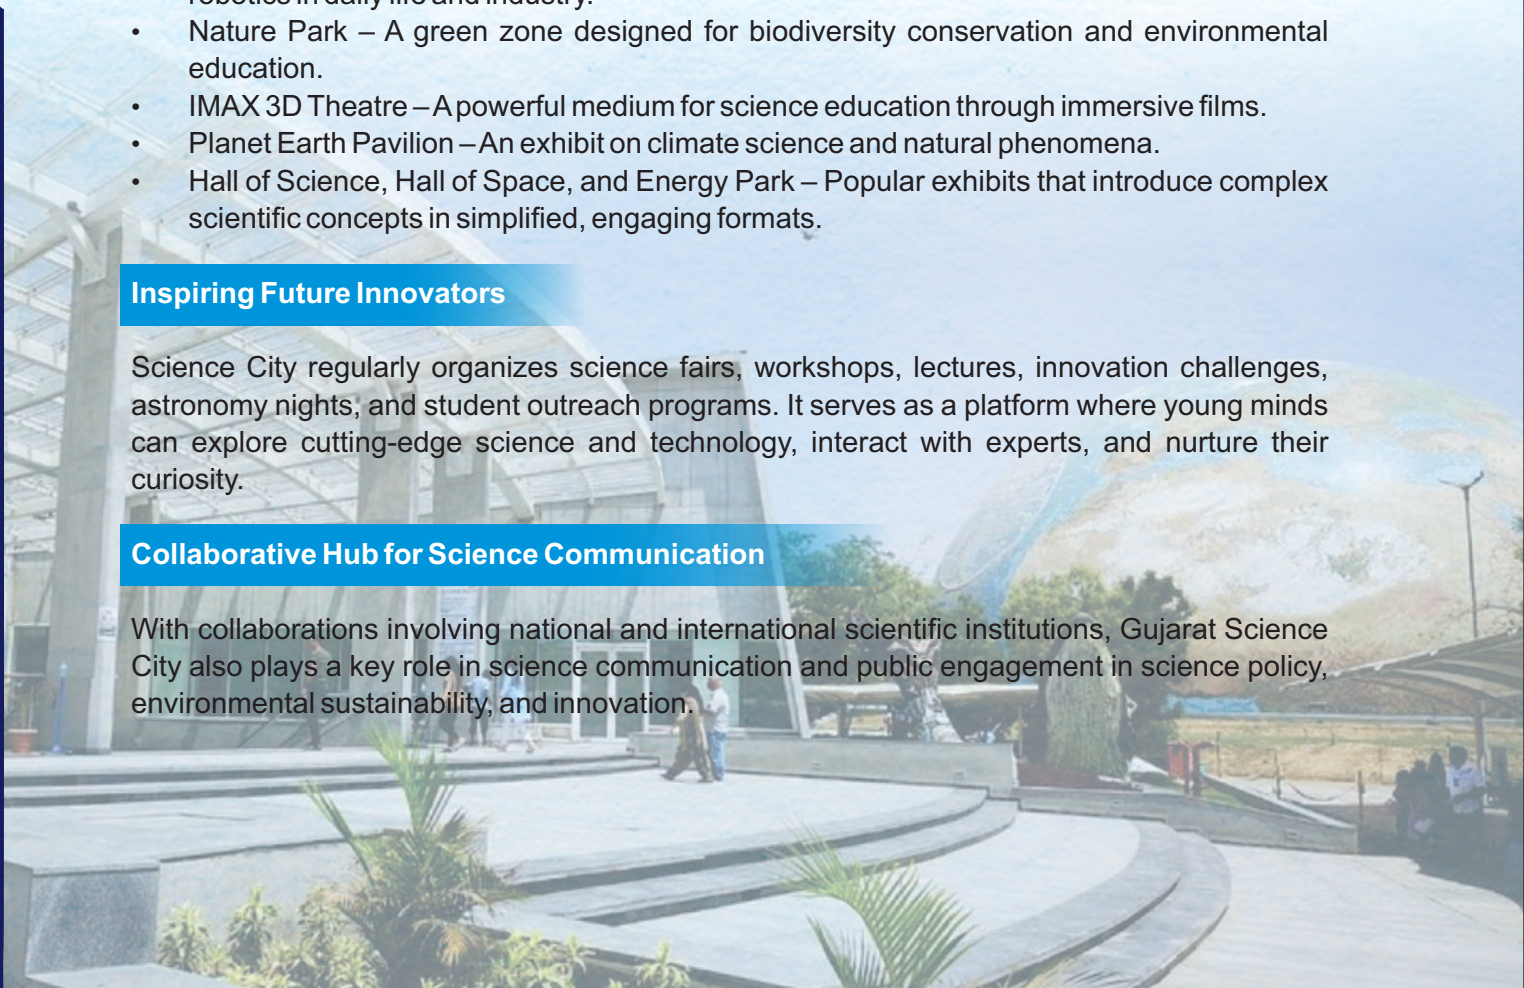 robotics in daily life and industry.
• Nature Park – A green zone designed for biodiversity conservation and environmental
education.
• IMAX 3D Theatre – A powerful medium for science education through immersive films.
• Planet Earth Pavilion – An exhibit on climate science and natural phenomena.
• Hall of Science, Hall of Space, and Energy Park – Popular exhibits that introduce complex
scientific concepts in simplified, engaging formats.
Inspiring Future Innovators
Science City regularly organizes science fairs, workshops, lectures, innovation challenges,
astronomy nights, and student outreach programs. It serves as a platform where young minds
can explore cutting-edge science and technology, interact with experts, and nurture their
curiosity.
Collaborative Hub for Science Communication
With collaborations involving national and international scientific institutions, Gujarat Science
City also plays a key role in science communication and public engagement in science policy,
environmental sustainability, and innovation.